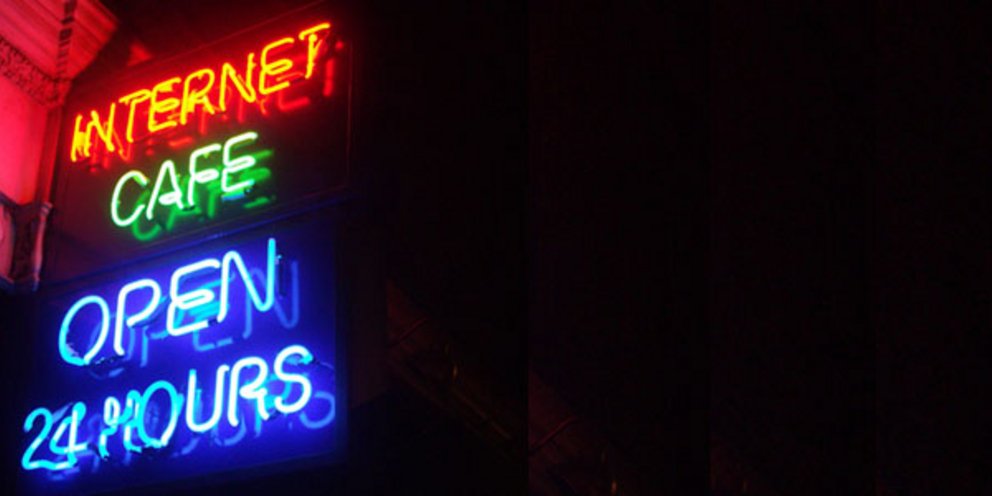 INTERNET
CAFE
OPEN
24 HOURS